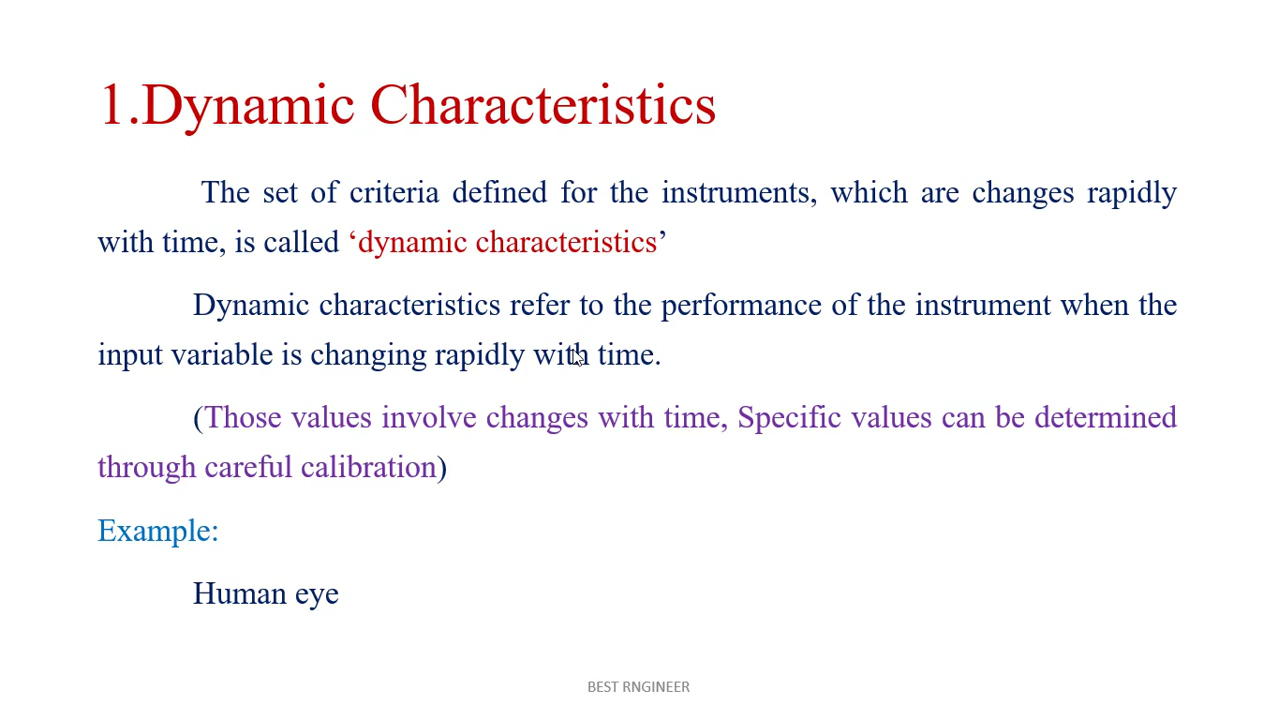 1.Dynamic Characteristics
The set of criteria defined for the instruments, which are changes rapidly
with time, is called ‘dynamic characteristics’
Dynamic characteristics refer to the performance of the instrument when the
input variable is changing rapidly with time.
(Those values involve changes with time, Specific values can be determined
through careful calibration)
Example:
Human eye
BEST RNGINEER